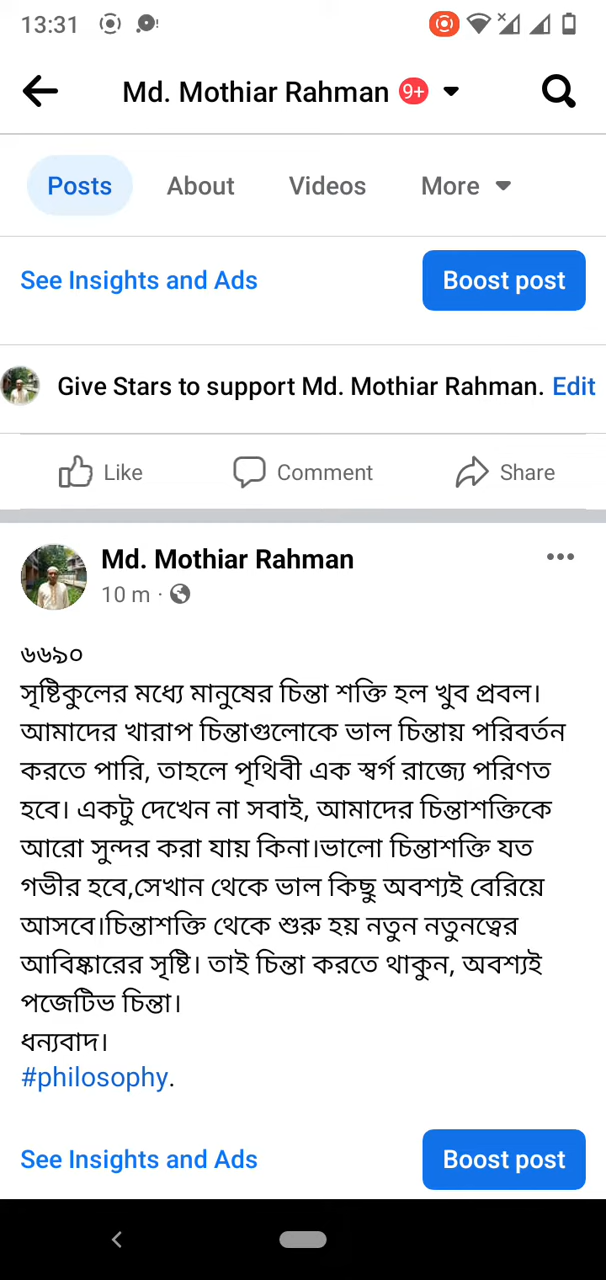 13:31
Md. Mothiar Rahman 9+
Posts About Videos More
See Insights and Ads Boost post
Give Stars to support Md. Mothiar Rahman. Edit
Like Comment Share
Md. Mothiar Rahman
10 m ·
৬৬৯০
সৃষ্টিকুলের মধ্যে মানুষের চিন্তা শক্তি হল খুব প্রবল।
আমাদের খারাপ চিন্তাগুলোকে ভাল চিন্তায় পরিবর্তন
করতে পারি, তাহলে পৃথিবী এক স্বর্গ রাজ্যে পরিণত
হবে। একটু দেখেন না সবাই, আমাদের চিন্তাশক্তিকে
আরো সুন্দর করা যায় কিনা।ভালো চিন্তাশক্তি যত
গভীর হবে,সেখান থেকে ভাল কিছু অবশ্যই বেরিয়ে
আসবে।চিন্তাশক্তি থেকে শুরু হয় নতুন নতুনত্বের
আবিষ্কারের সৃষ্টি। তাই চিন্তা করতে থাকুন, অবশ্যই
পজেটিভ চিন্তা।
ধন্যবাদ।
#philosophy.
See Insights and Ads Boost post